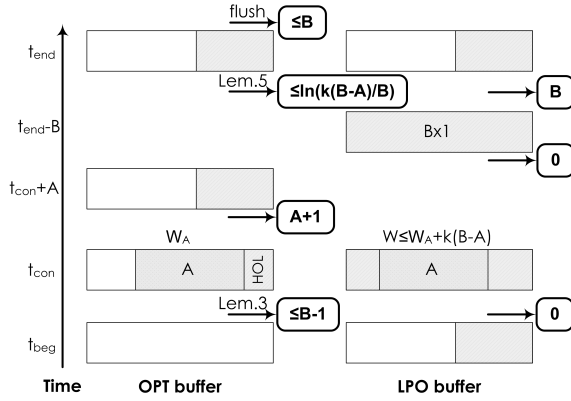 flush
≤B
t_end
Lem.5
≤ln(k(B-A)/B)
B
t_end-B
Bx1
0
t_con+A
A+1
W_A
W≤W_A+k(B-A)
t_con
A
HOL
A
Lem.3
≤B-1
0
t_beg
Time
OPT buffer
LPO buffer